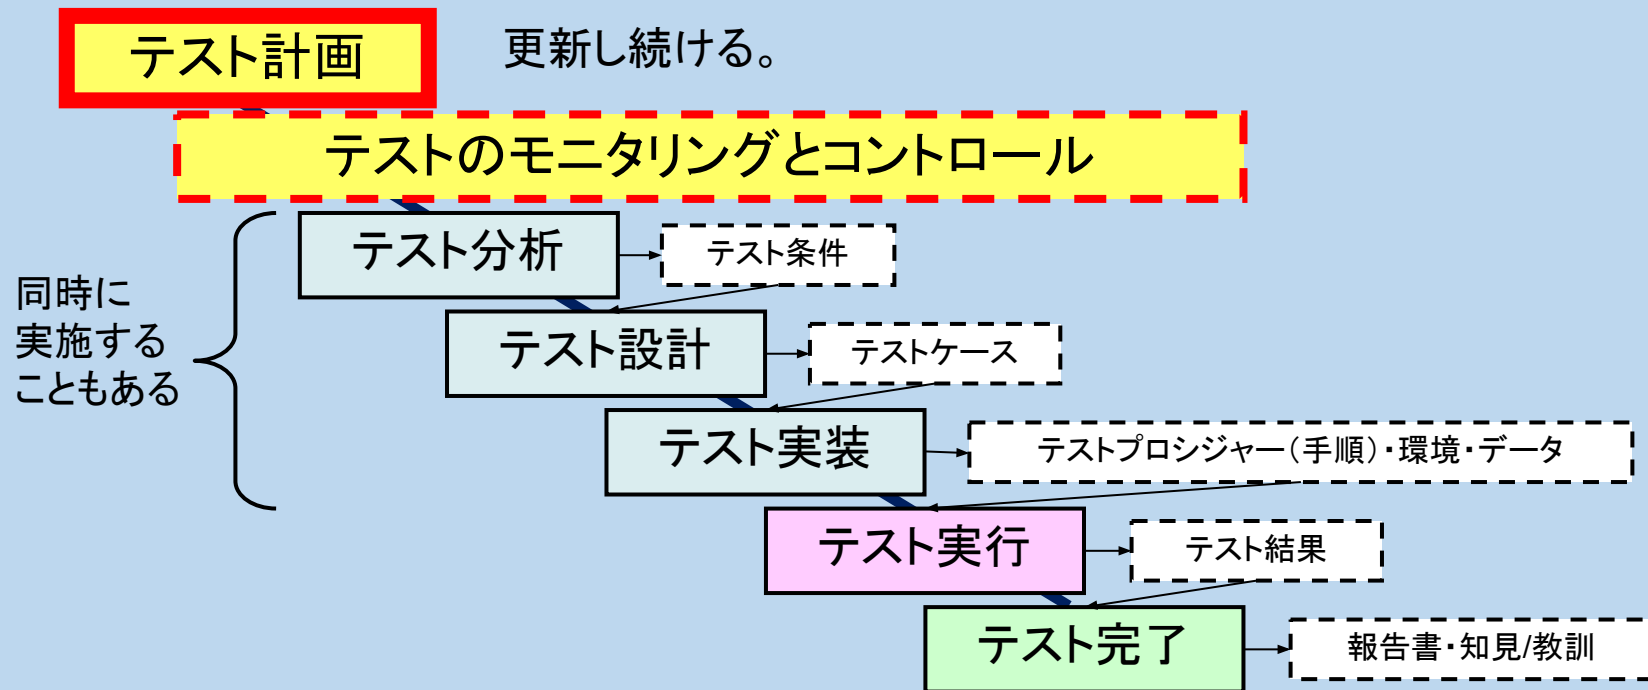 テスト計画
更新し続ける。
テストのモニタリングとコントロール
テスト分析
テスト条件
同時に
実施する
こともある
テスト設計
テストケース
テスト実装
テストプロシジャー(手順)・環境・データ
テスト実行
テスト結果
テスト完了
報告書・知見/教訓